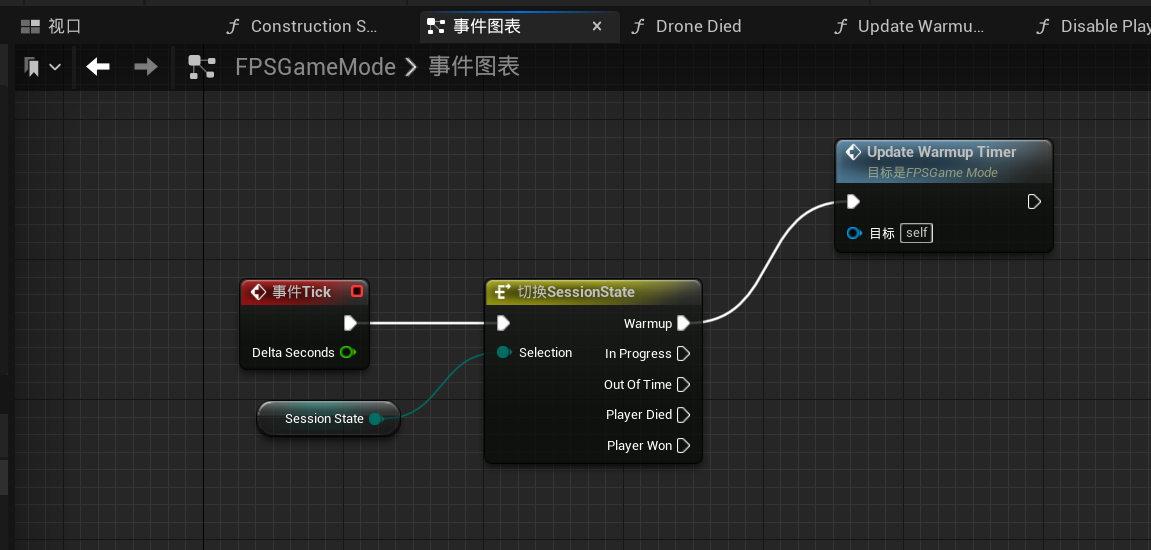 视口
Construction S...
事件图表
Drone Died
Update Warmu...
Disable Play
FPSGameMode > 事件图表
Update Warmup Timer
目标是FPSGame Mode
目标 self
事件Tick
Delta Seconds
Session State
切换SessionState
Warmup
Selection
In Progress
Out Of Time
Player Died
Player Won